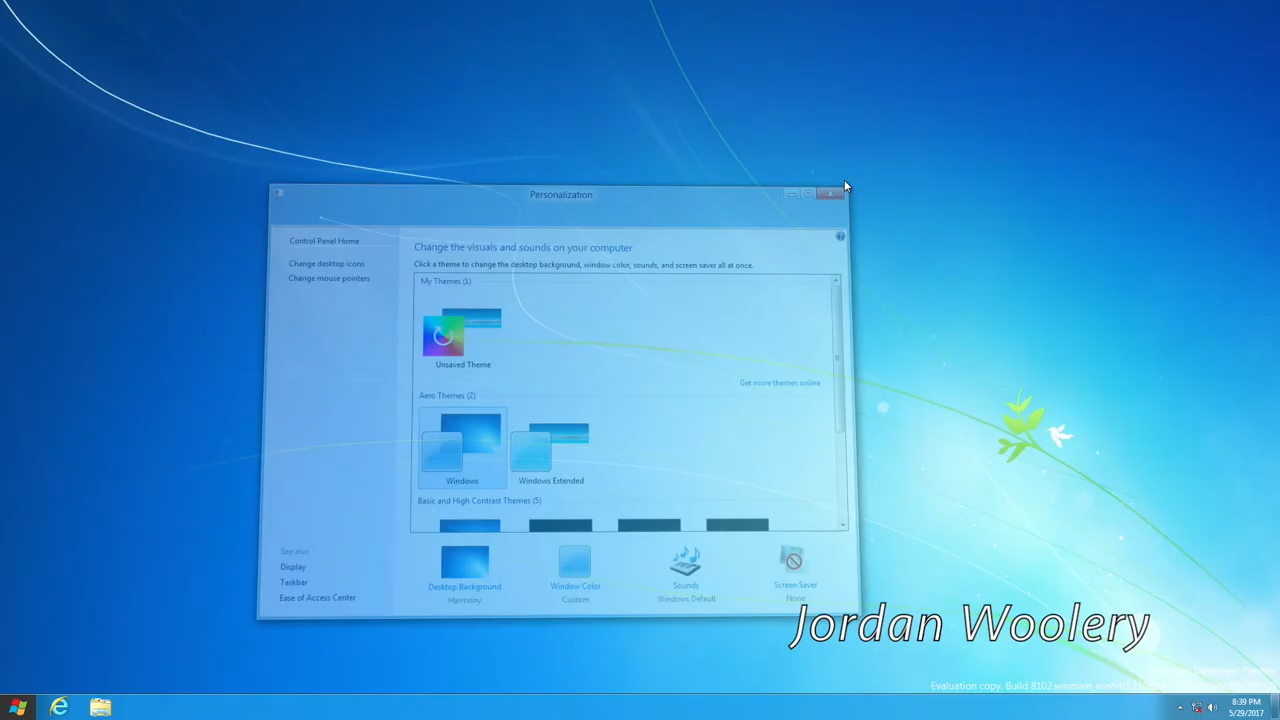 Personalization
Control Panel Home
Change desktop icons
Change mouse pointers
Change the visuals and sounds on your computer
Click a theme to change the desktop background, window color, sounds, and screen saver all at once.
My Themes (1)
Unsaved Theme
Get more themes online
Aero Themes (2)
Windows
Windows Extended
Basic and High Contrast Themes (5)
See also
Display
Taskbar
Ease of Access Center
Desktop Background
Harmony
Window Color
Custom
Sounds
Windows Default
Screen Saver
None
Jordan Woolery
Evaluation copy. Build 8102.
8:39 PM
5/29/2017